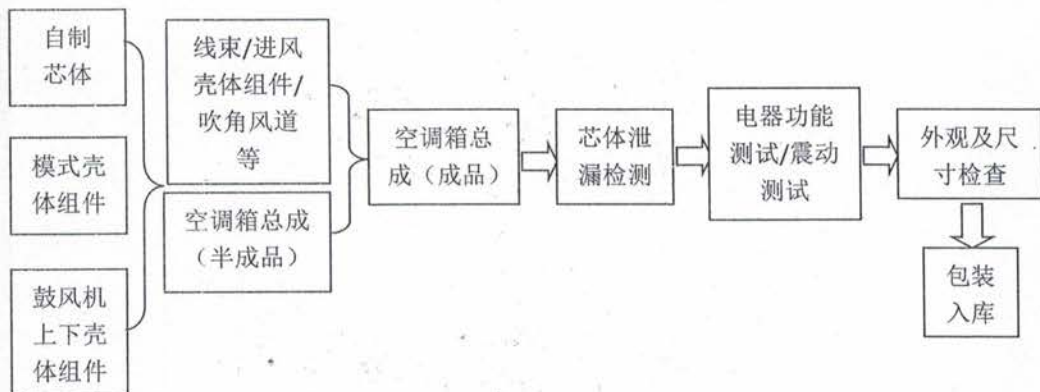 自制
芯体
模式壳
体组件
鼓风机
上下壳
体组件
线束/进风
壳体组件/
吹角风道
等
空调箱总成
（半成品）
空调箱总
成（成品）
芯体泄
漏检测
电器功能
测试/震动
测试
外观及尺
寸检查
包装
入库